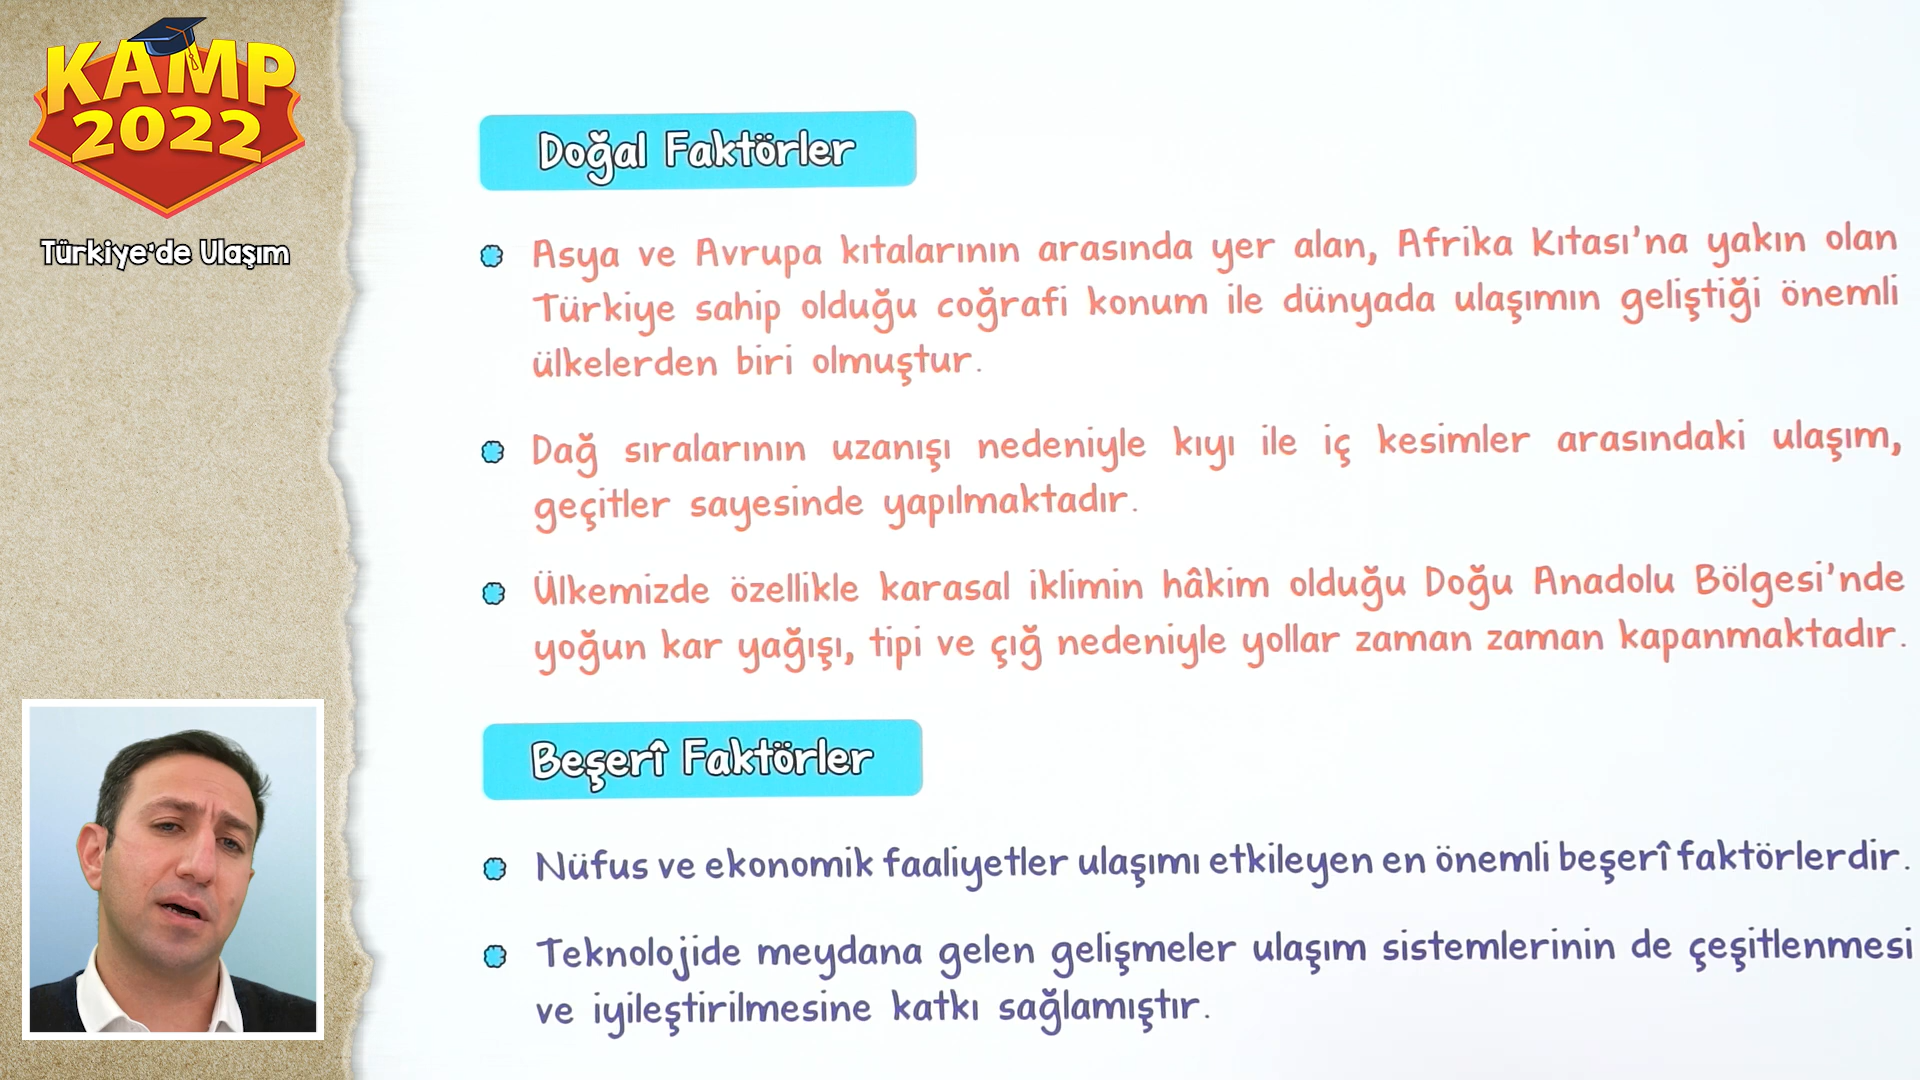 KAMP
2022
Türkiye'de Ulaşım
Doğal Faktörler
Asya ve Avrupa kıtalarının arasında yer alan, Afrika Kıtası'na yakın olan
Türkiye sahip olduğu coğrafi konum ile dünyada ulaşımın geliştiği önemli
ülkelerden biri olmuştur.
Dağ sıralarının uzanışı nedeniyle kıyı ile iç kesimler arasındaki ulaşım,
geçitler sayesinde yapılmaktadır.
Ülkemizde özellikle karasal iklimin hâkim olduğu Doğu Anadolu Bölgesi'nde
yoğun kar yağışı, tipi ve çığ nedeniyle yollar zaman zaman kapanmaktadır.
Beşerî Faktörler
Nüfus ve ekonomik faaliyetler ulaşımı etkileyen en önemli beşerî faktörlerdir.
Teknolojide meydana gelen gelişmeler ulaşım sistemlerinin de çeşitlenmesi
ve iyileştirilmesine katkı sağlamıştır.